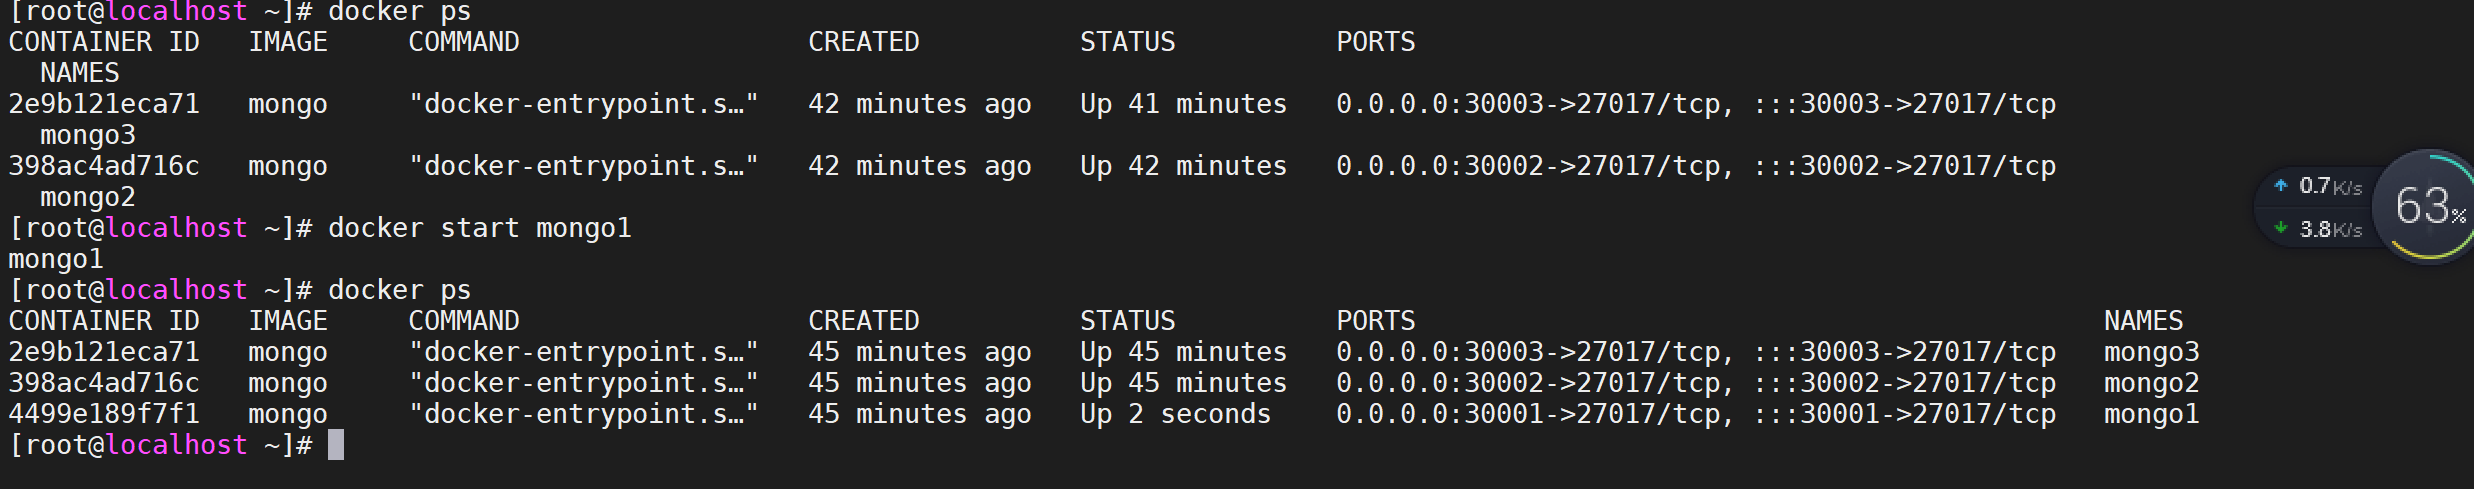 [root@localhost ~]# docker ps
CONTAINER ID   IMAGE     COMMAND                  CREATED          STATUS          PORTS
  NAMES
2e9b121eca71   mongo     "docker-entrypoint.s…"   42 minutes ago   Up 41 minutes   0.0.0.0:30003->27017/tcp, :::30003->27017/tcp
  mongo3
398ac4ad716c   mongo     "docker-entrypoint.s…"   42 minutes ago   Up 42 minutes   0.0.0.0:30002->27017/tcp, :::30002->27017/tcp
  mongo2
[root@localhost ~]# docker start mongo1
mongo1
[root@localhost ~]# docker ps
CONTAINER ID   IMAGE     COMMAND                  CREATED          STATUS          PORTS                                           NAMES
2e9b121eca71   mongo     "docker-entrypoint.s…"   45 minutes ago   Up 45 minutes   0.0.0.0:30003->27017/tcp, :::30003->27017/tcp   mongo3
398ac4ad716c   mongo     "docker-entrypoint.s…"   45 minutes ago   Up 45 minutes   0.0.0.0:30002->27017/tcp, :::30002->27017/tcp   mongo2
4499e189f7f1   mongo     "docker-entrypoint.s…"   45 minutes ago   Up 2 seconds    0.0.0.0:30001->27017/tcp, :::30001->27017/tcp   mongo1
[root@localhost ~]#
0.7K/s
3.8K/s
63%